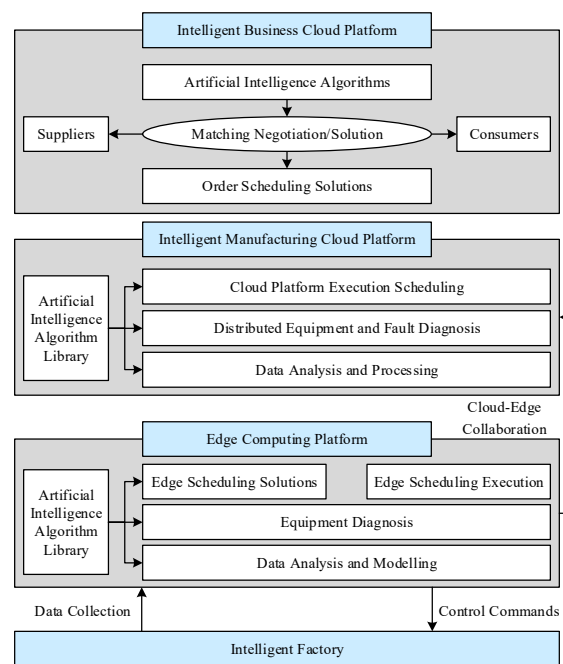 Intelligent Business Cloud Platform
Artificial Intelligence Algorithms
Suppliers
Matching Negotiation/Solution
Consumers
Order Scheduling Solutions
Intelligent Manufacturing Cloud Platform
Artificial
Intelligence
Algorithm
Library
Cloud Platform Execution Scheduling
Distributed Equipment and Fault Diagnosis
Data Analysis and Processing
Cloud-Edge
Collaboration
Edge Computing Platform
Artificial
Intelligence
Algorithm
Library
Edge Scheduling Solutions
Edge Scheduling Execution
Equipment Diagnosis
Data Analysis and Modelling
Data Collection
Control Commands
Intelligent Factory